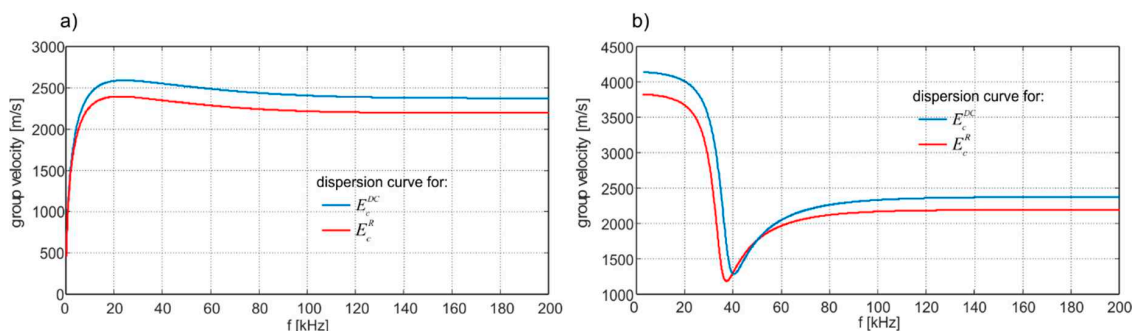 a)
3000
2500
2000
1500
1000
500
0
group velocity [m/s]
dispersion curve for:
E_c^DC
E_c^R
0 20 40 60 80 100 120 140 160 180 200
f [kHz]
b)
4500
4000
3500
3000
2500
2000
1500
1000
group velocity [m/s]
dispersion curve for:
E_c^DC
E_c^R
0 20 40 60 80 100 120 140 160 180 200
f [kHz]